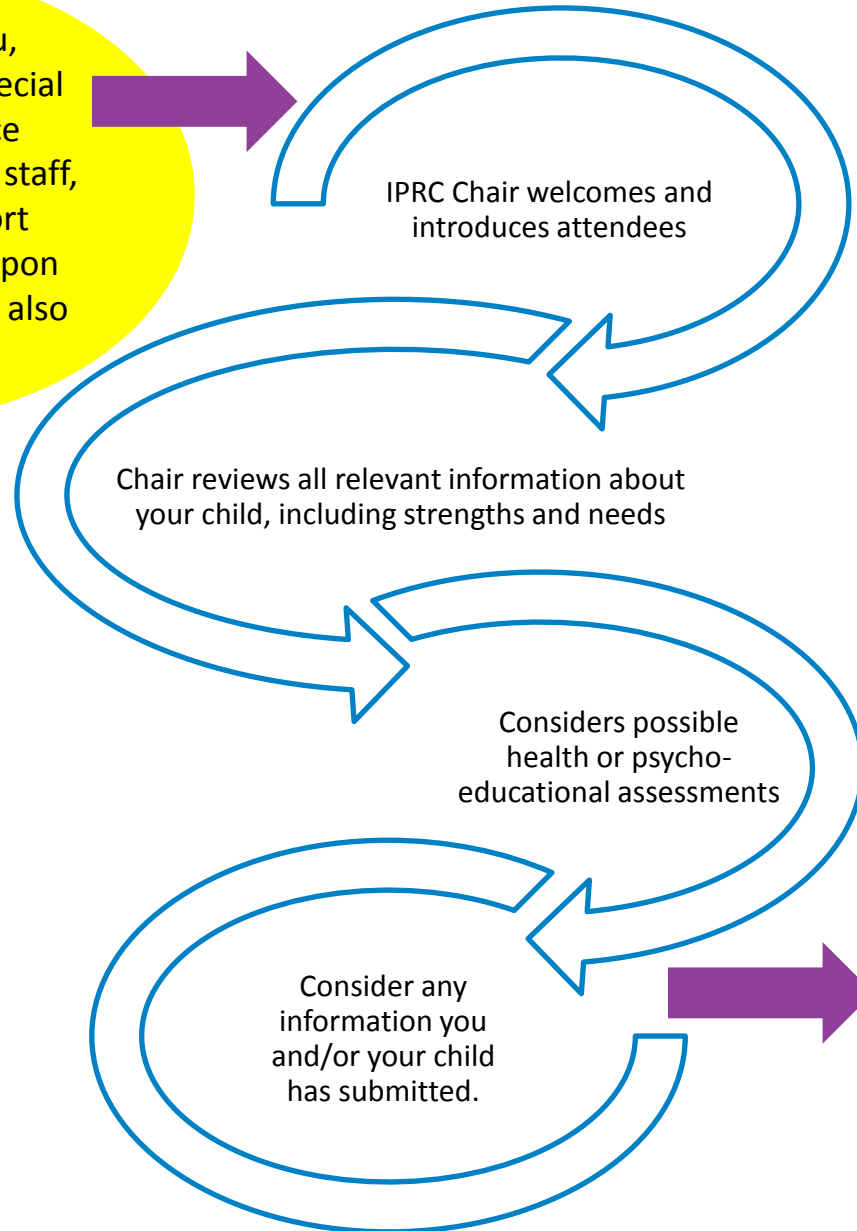 u,
ecial
ce
staff,
ort
pon
also
IPRC Chair welcomes and
introduces attendees
Chair reviews all relevant information about
your child, including strengths and needs
Considers possible
health or psycho-
educational assessments
Consider any
information you
and/or your child
has submitted.